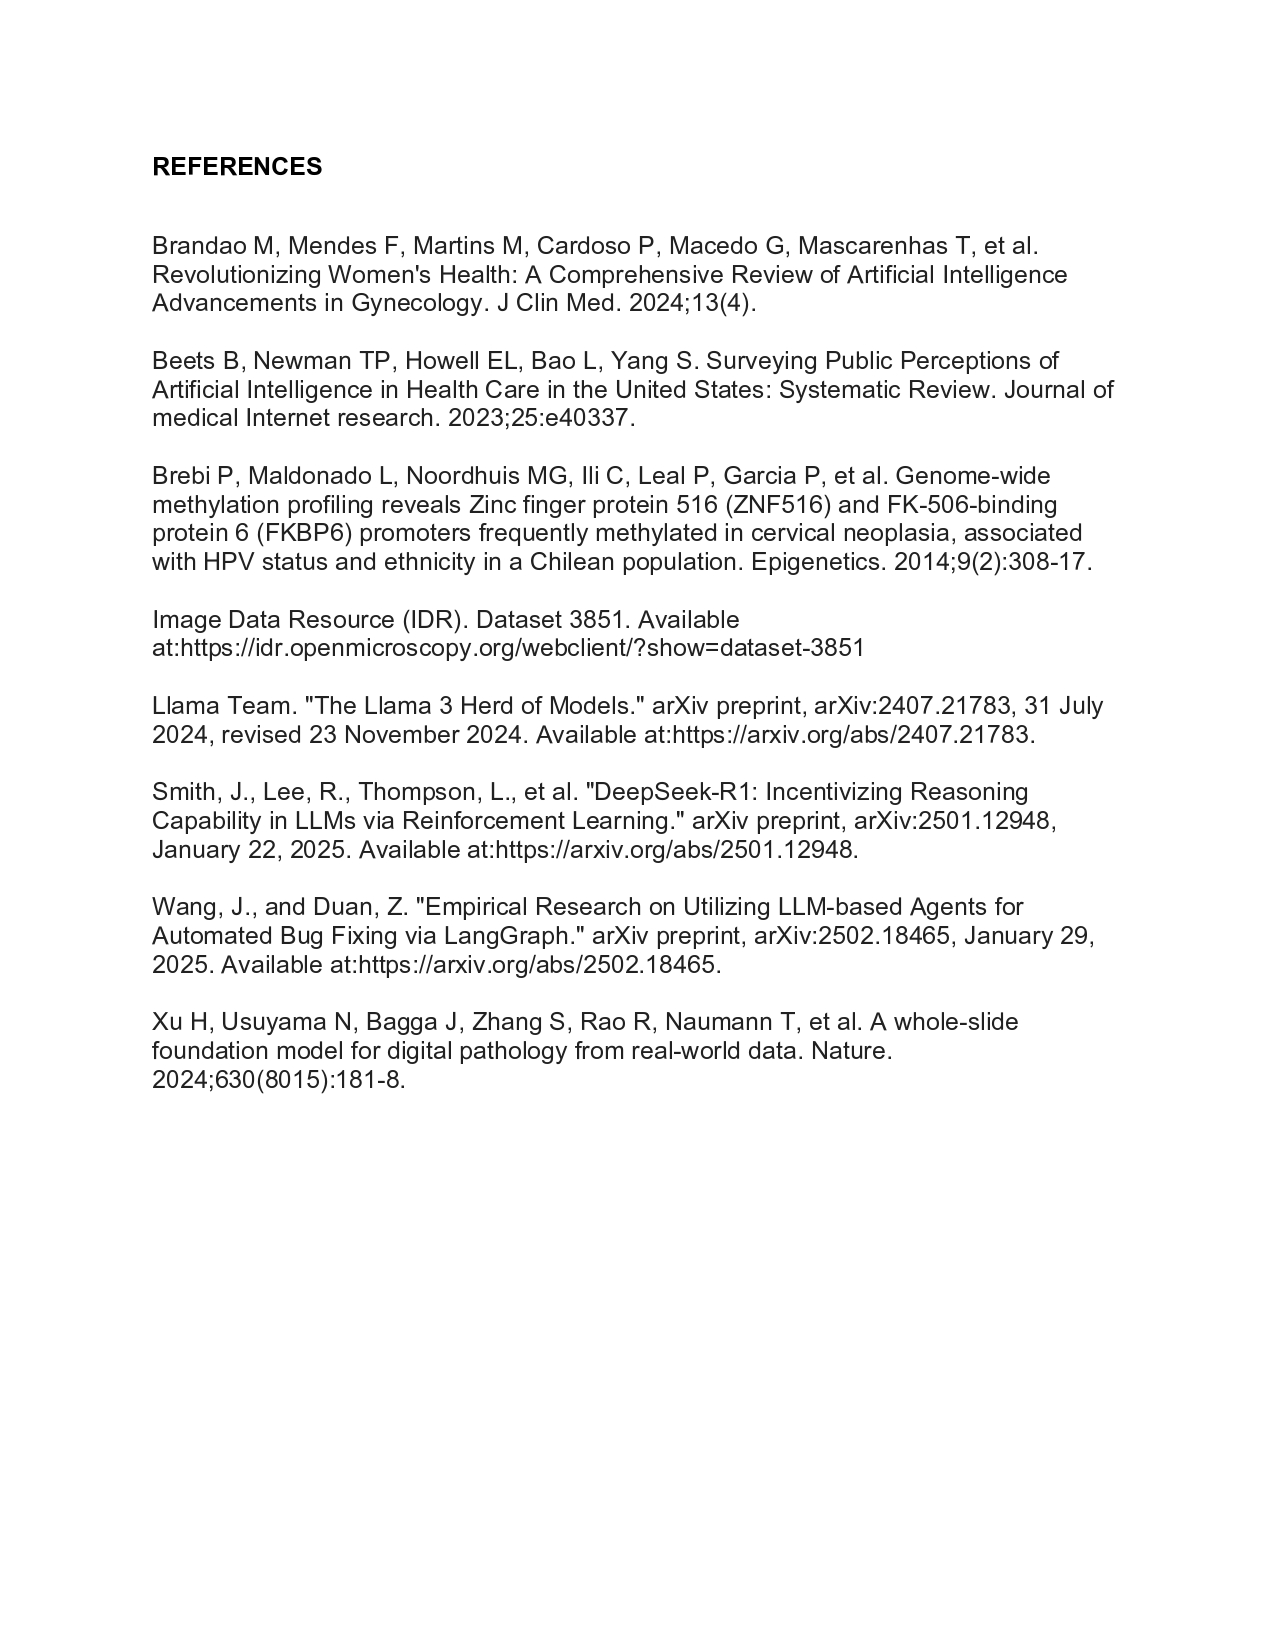 REFERENCES
Brandao M, Mendes F, Martins M, Cardoso P, Macedo G, Mascarenhas T, et al.
Revolutionizing Women's Health: A Comprehensive Review of Artificial Intelligence
Advancements in Gynecology. J Clin Med. 2024;13(4).
Beets B, Newman TP, Howell EL, Bao L, Yang S. Surveying Public Perceptions of
Artificial Intelligence in Health Care in the United States: Systematic Review. Journal of
medical Internet research. 2023;25:e40337.
Brebi P, Maldonado L, Noordhuis MG, Ili C, Leal P, Garcia P, et al. Genome-wide
methylation profiling reveals Zinc finger protein 516 (ZNF516) and FK-506-binding
protein 6 (FKBP6) promoters frequently methylated in cervical neoplasia, associated
with HPV status and ethnicity in a Chilean population. Epigenetics. 2014;9(2):308-17.
Image Data Resource (IDR). Dataset 3851. Available
at:https://idr.openmicroscopy.org/webclient/?show=dataset-3851
Llama Team. "The Llama 3 Herd of Models." arXiv preprint, arXiv:2407.21783, 31 July
2024, revised 23 November 2024. Available at:https://arxiv.org/abs/2407.21783.
Smith, J., Lee, R., Thompson, L., et al. "DeepSeek-R1: Incentivizing Reasoning
Capability in LLMs via Reinforcement Learning." arXiv preprint, arXiv:2501.12948,
January 22, 2025. Available at:https://arxiv.org/abs/2501.12948.
Wang, J., and Duan, Z. "Empirical Research on Utilizing LLM-based Agents for
Automated Bug Fixing via LangGraph." arXiv preprint, arXiv:2502.18465, January 29,
2025. Available at:https://arxiv.org/abs/2502.18465.
Xu H, Usuyama N, Bagga J, Zhang S, Rao R, Naumann T, et al. A whole-slide
foundation model for digital pathology from real-world data. Nature.
2024;630(8015):181-8.